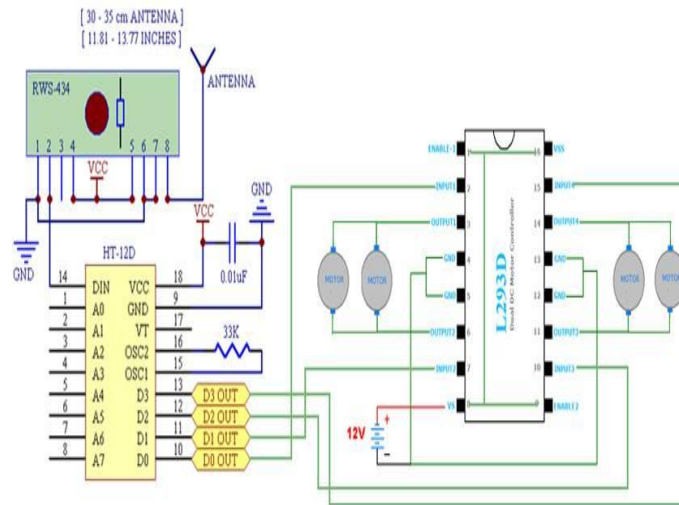 [ 30 - 35 cm ANTENNA ]
[ 11.81 - 13.77 INCHES ]
RWS-434
ANTENNA
1 2 3 4 5 6 7 8
VCC
GND
VCC
GND
0.01uF
HT-12D
14 DIN VCC 18
1 A0 GND 9
2 A1 VT 17
3 A2 OSC2 16
4 A3 OSC1 15
5 A4 D3 13
6 A5 D2 12
7 A6 D1 11
8 A7 D0 10
33K
D3 OUT
D2 OUT
D1 OUT
D0 OUT
ENABLE-1 1 16 VSS
INPUT1 2 15 INPUT4
OUTPUT1 3 14 OUTPUT4
GND 4 13 GND
GND 5 12 GND
OUTPUT2 6 11 OUTPUT3
INPUT2 7 10 INPUT3
VS 8 9 ENABLE2
L293D
Dual DC Motor Controller
MOTOR
MOTOR
MOTOR
MOTOR
12V
+
−